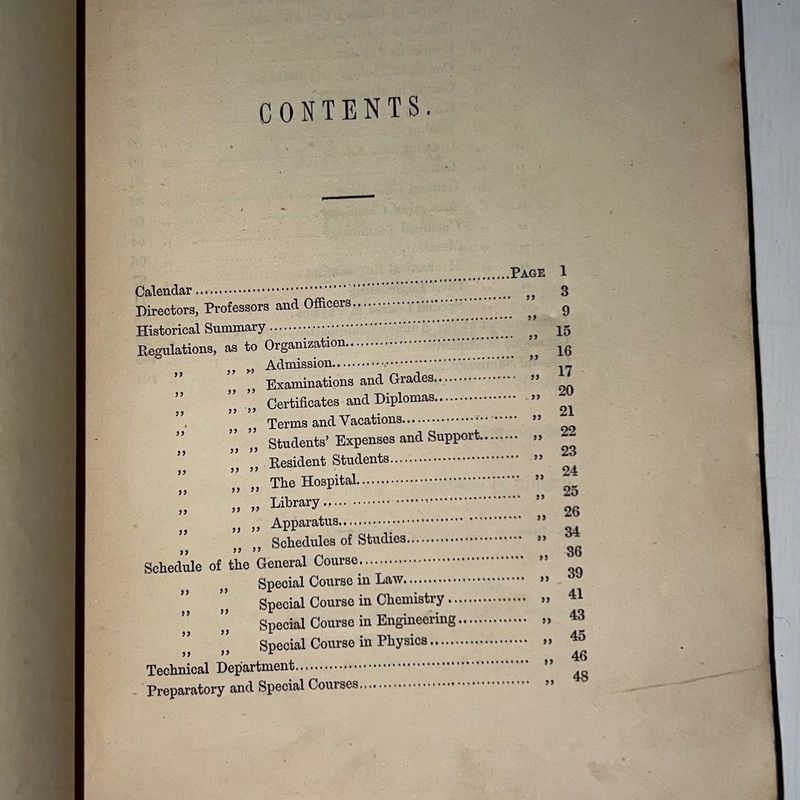 CONTENTS.
Calendar ........ PAGE 1
Directors, Professors and Officers........ „ 3
Historical Summary ........ „ 9
Regulations, as to Organization........ „ 15
„ „ „ Admission........ „ 16
„ „ „ Examinations and Grades........ „ 17
„ „ „ Certificates and Diplomas........ „ 20
„ „ „ Terms and Vacations........ „ 21
„ „ „ Students' Expenses and Support........ „ 22
„ „ „ Resident Students........ „ 23
„ „ „ The Hospital........ „ 24
„ „ „ Library ........ „ 25
„ „ „ Apparatus........ „ 26
„ „ „ Schedules of Studies........ „ 34
Schedule of the General Course........ „ 36
„ „ Special Course in Law........ „ 39
„ „ Special Course in Chemistry ........ „ 41
„ „ Special Course in Engineering........ „ 43
„ „ Special Course in Physics........ „ 45
Technical Department........ „ 46
Preparatory and Special Courses........ „ 48